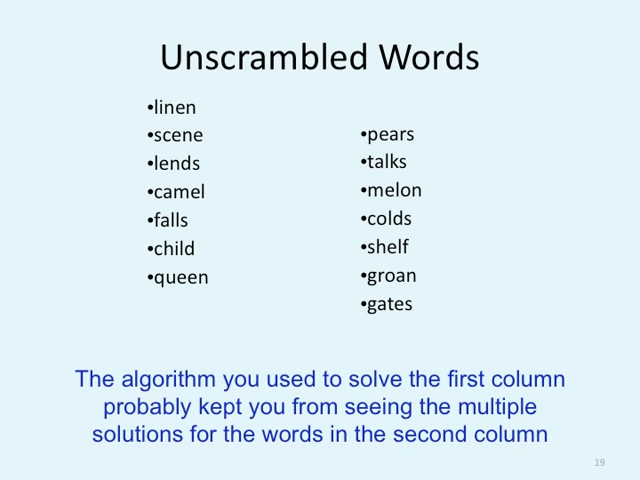 Unscrambled Words
•linen
•scene
•lends
•camel
•falls
•child
•queen
•pears
•talks
•melon
•colds
•shelf
•groan
•gates
The algorithm you used to solve the first column
probably kept you from seeing the multiple
solutions for the words in the second column
19